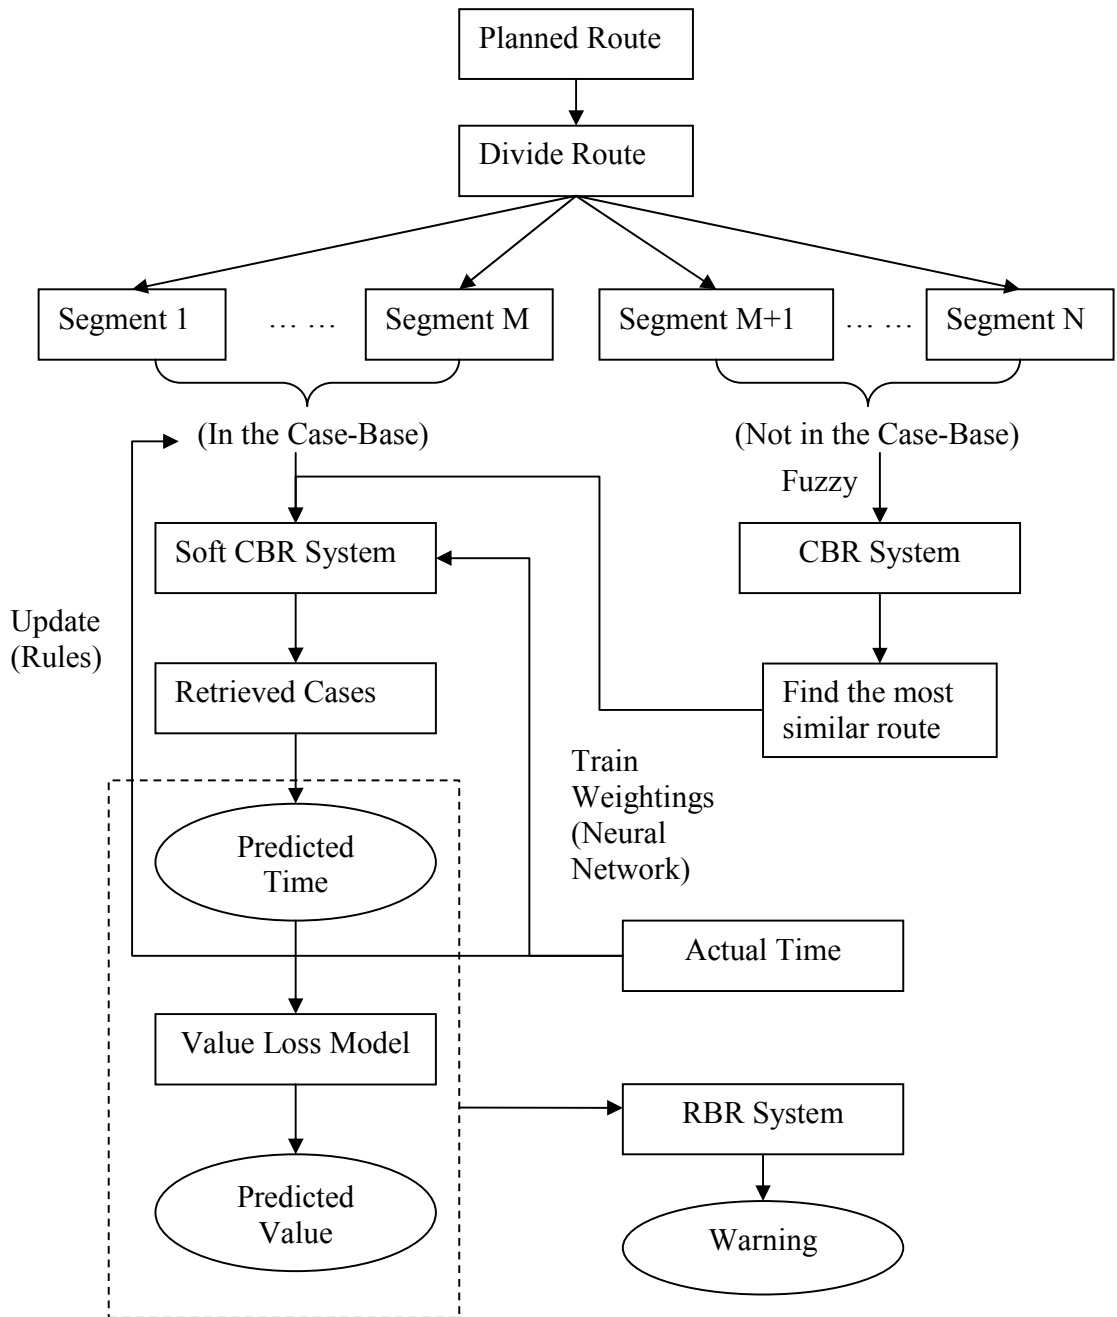 Planned Route
Divide Route
Segment 1
… …
Segment M
Segment M+1
… …
Segment N
(In the Case-Base)
(Not in the Case-Base)
Fuzzy
Soft CBR System
CBR System
Update
(Rules)
Retrieved Cases
Find the most
similar route
Train
Weightings
(Neural
Network)
Predicted
Time
Actual Time
Value Loss Model
RBR System
Predicted
Value
Warning